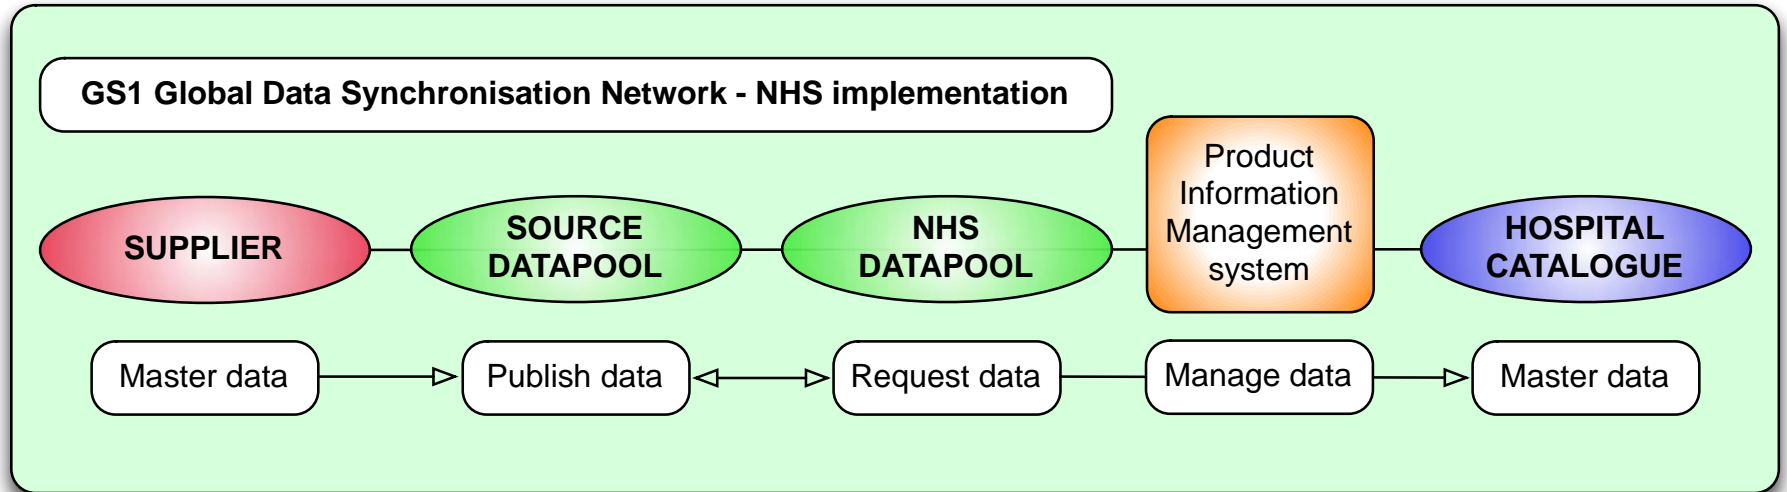 GS1 Global Data Synchronisation Network - NHS implementation
SUPPLIER
SOURCE
DATAPOOL
NHS
DATAPOOL
Product
Information
Management
system
HOSPITAL
CATALOGUE
Master data
Publish data
Request data
Manage data
Master data